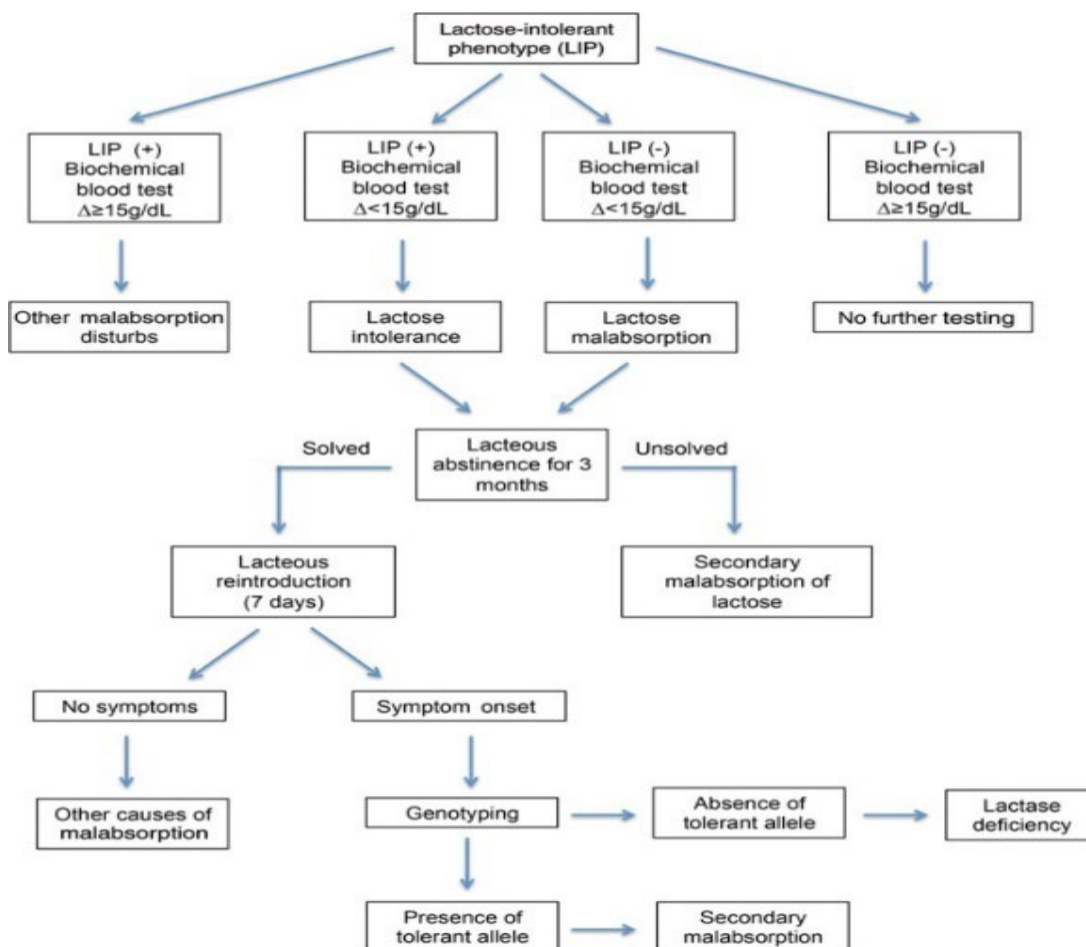 Lactose-intolerant
phenotype (LIP)
LIP (+)
Biochemical
blood test
Δ≥15g/dL
LIP (+)
Biochemical
blood test
Δ<15g/dL
LIP (-)
Biochemical
blood test
Δ<15g/dL
LIP (-)
Biochemical
blood test
Δ≥15g/dL
Other malabsorption
disturbs
Lactose
intolerance
Lactose
malabsorption
No further testing
Solved
Lacteous
abstinence for 3
months
Unsolved
Lacteous
reintroduction
(7 days)
Secondary
malabsorption of
lactose
No symptoms
Symptom onset
Other causes of
malabsorption
Genotyping
Absence of
tolerant allele
Lactase
deficiency
Presence of
tolerant allele
Secondary
malabsorption